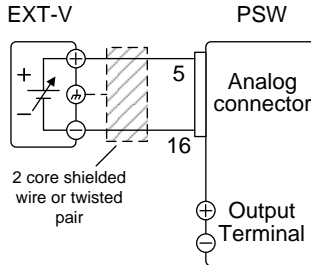 EXT-V
PSW
+
−
+
−
5
16
Analog
connector
2 core shielded
wire or twisted
pair
+
−
Output
Terminal